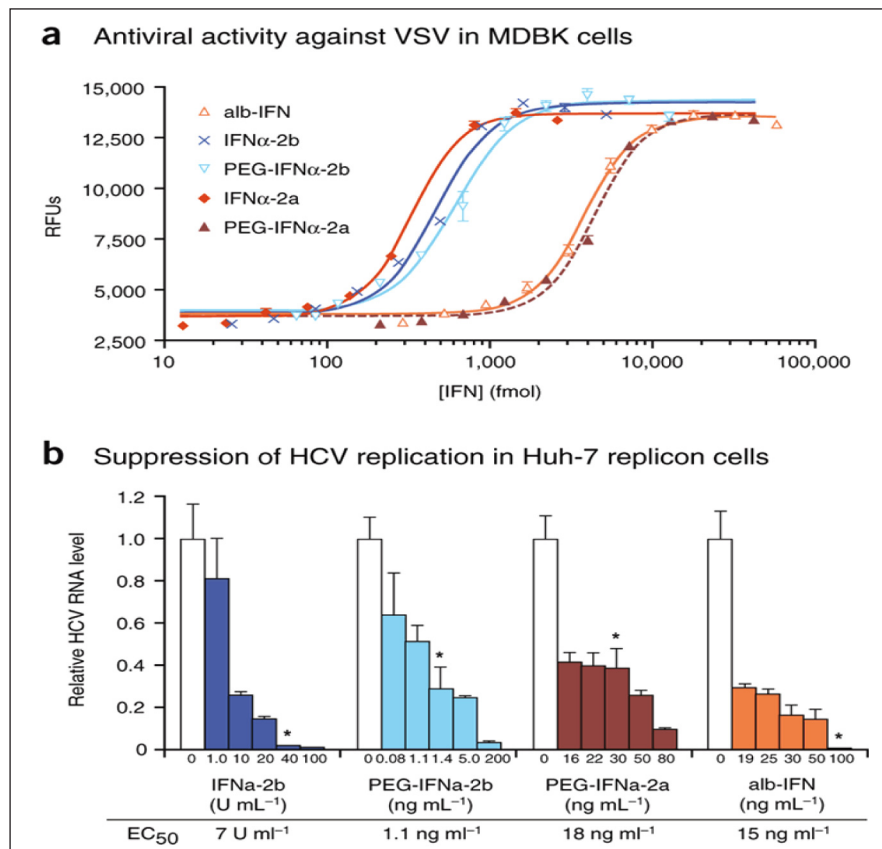 a Antiviral activity against VSV in MDBK cells
15,000
12,500
10,000
7,500
5,000
2,500
RFUs
alb-IFN
IFNα-2b
PEG-IFNα-2b
IFNα-2a
PEG-IFNα-2a
10 100 1,000 10,000 100,000
[IFN] (fmol)
b Suppression of HCV replication in Huh-7 replicon cells
1.2
1.0
0.8
0.6
0.4
0.2
0
Relative HCV RNA level
* * * *
0 1.0 10 20 40 100 0 0.08 1.1 1.4 5.0 200 0 16 22 30 50 80 0 19 25 30 50 100
IFNa-2b PEG-IFNa-2b PEG-IFNa-2a alb-IFN
(U mL⁻¹) (ng mL⁻¹) (ng mL⁻¹) (ng mL⁻¹)
EC₅₀ 7 U ml⁻¹ 1.1 ng ml⁻¹ 18 ng ml⁻¹ 15 ng ml⁻¹